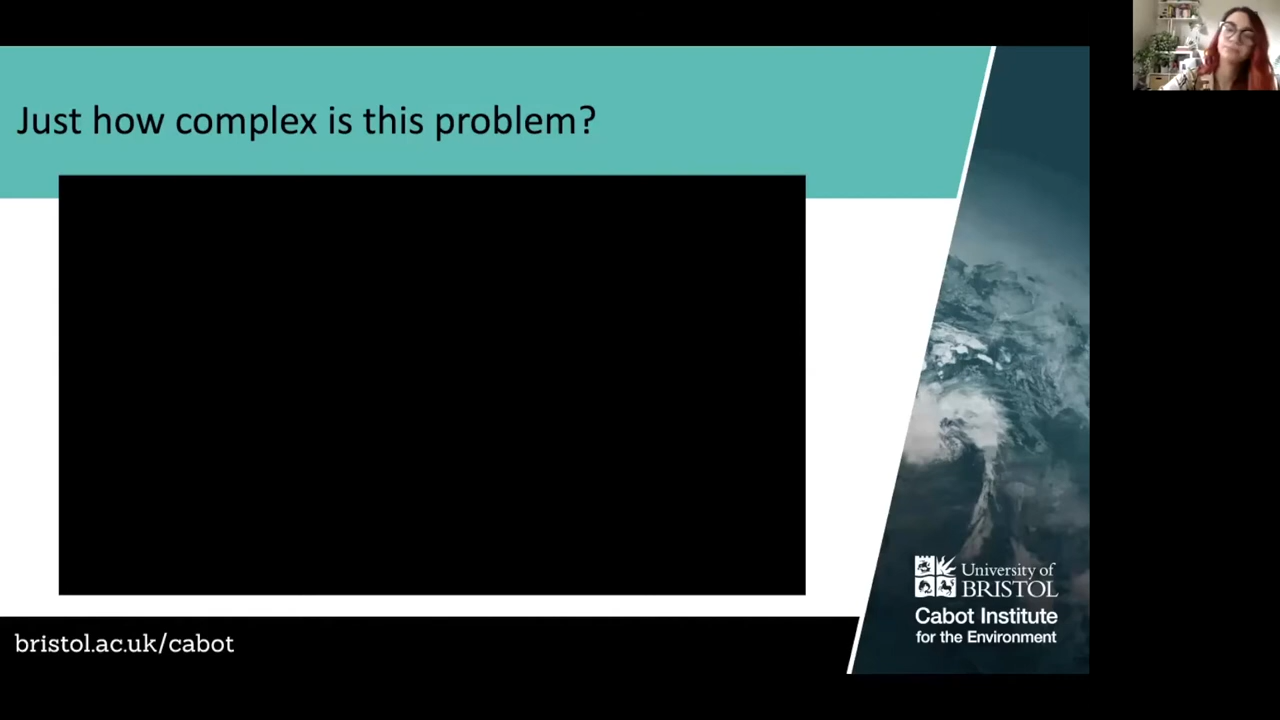 Just how complex is this problem?
University of
BRISTOL
Cabot Institute
for the Environment
bristol.ac.uk/cabot